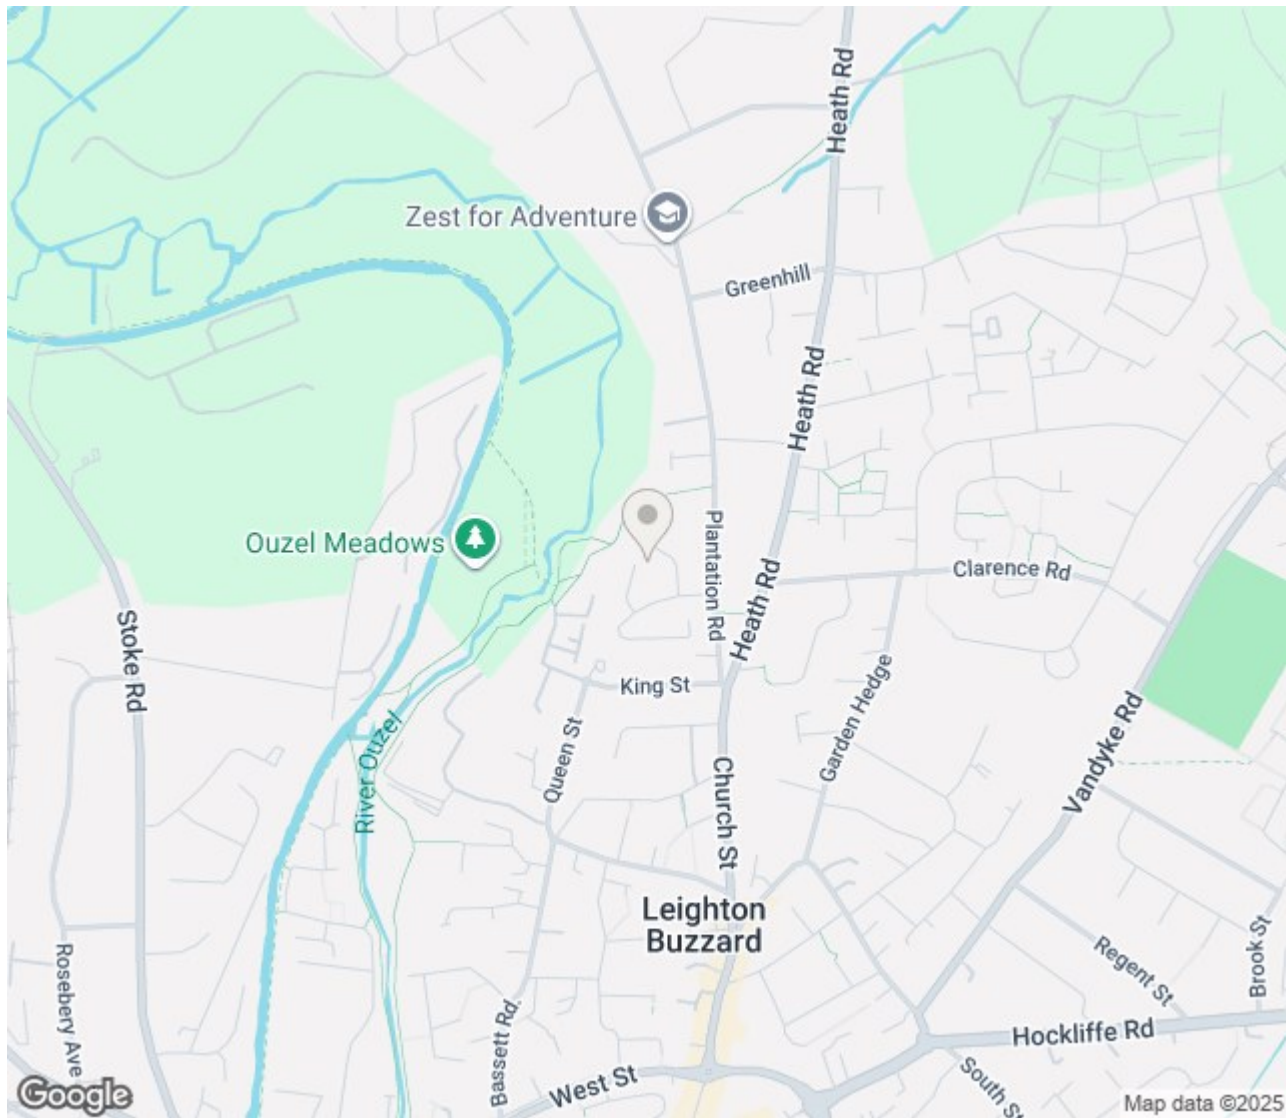 Heath Rd
Zest for Adventure
Greenhill
Heath Rd
Ouzel Meadows
Plantation Rd
Clarence Rd
Heath Rd
Stoke Rd
King St
Garden Hedge
River Ouzel
Queen St
Vandyke Rd
Church St
Leighton
Buzzard
Rosebery Ave
Regent St
Brook St
Bassett Rd.
Hockliffe Rd
West St
South St
Google
Map data ©2025